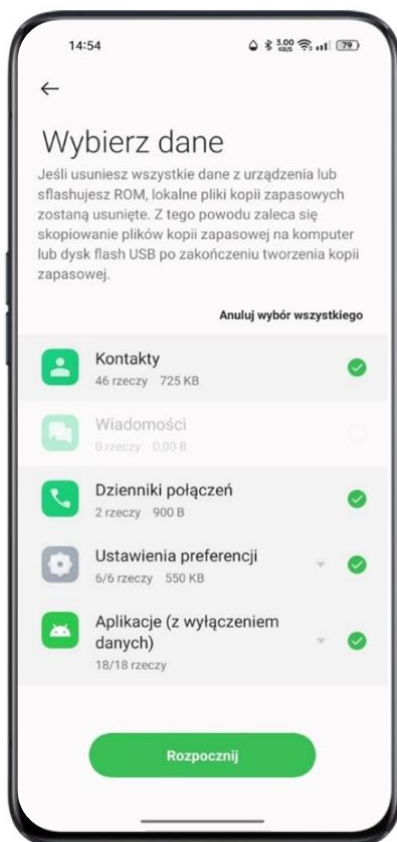 14:54
3.00 KB/S 79
Wybierz dane
Jeśli usuniesz wszystkie dane z urządzenia lub
sflashujesz ROM, lokalne pliki kopii zapasowych
zostaną usunięte. Z tego powodu zaleca się
skopiowanie plików kopii zapasowej na komputer
lub dysk flash USB po zakończeniu tworzenia kopii
zapasowej.
Anuluj wybór wszystkiego
Kontakty
46 rzeczy 725 KB
Wiadomości
0 rzeczy 0,00 B
Dzienniki połączeń
2 rzeczy 900 B
Ustawienia preferencji
6/6 rzeczy 550 KB
Aplikacje (z wyłączeniem
danych)
18/18 rzeczy
Rozpocznij